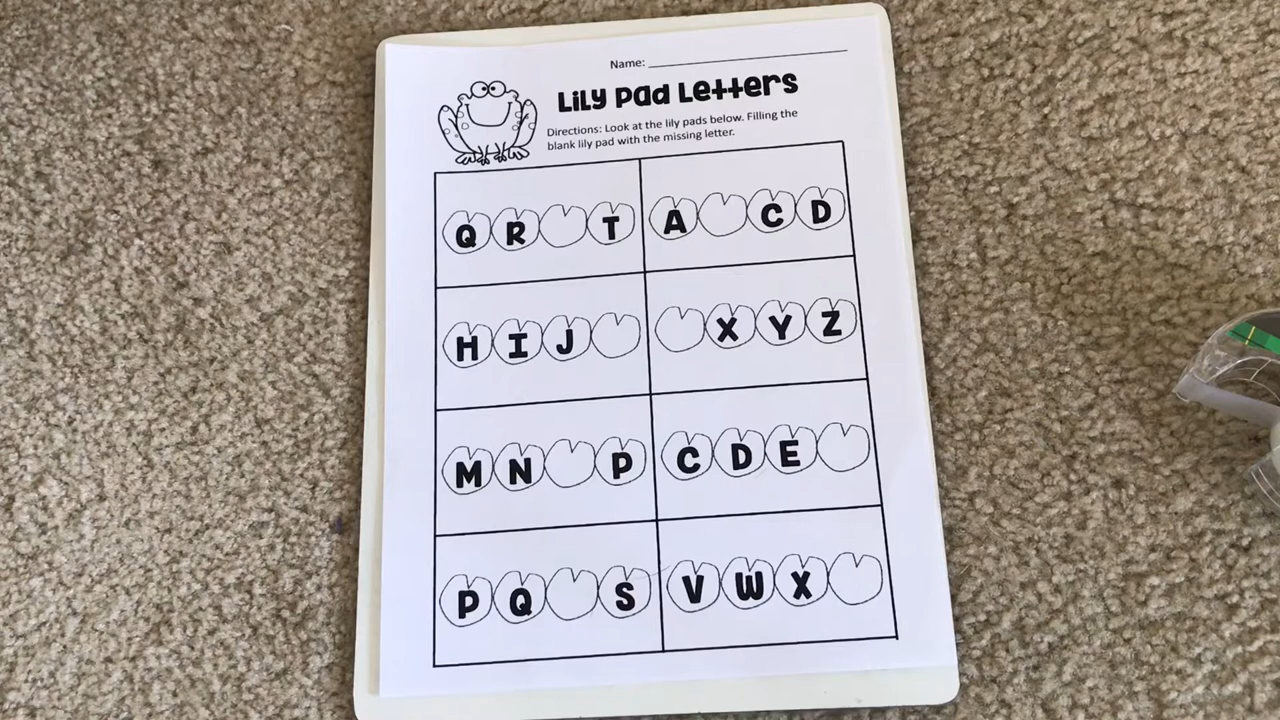 Name:
Lily Pad Letters
Directions: Look at the lily pads below. Filling the
blank lily pad with the missing letter.
Q R T
A C D
H I J
X Y Z
M N P
C D E
P Q S
V W X